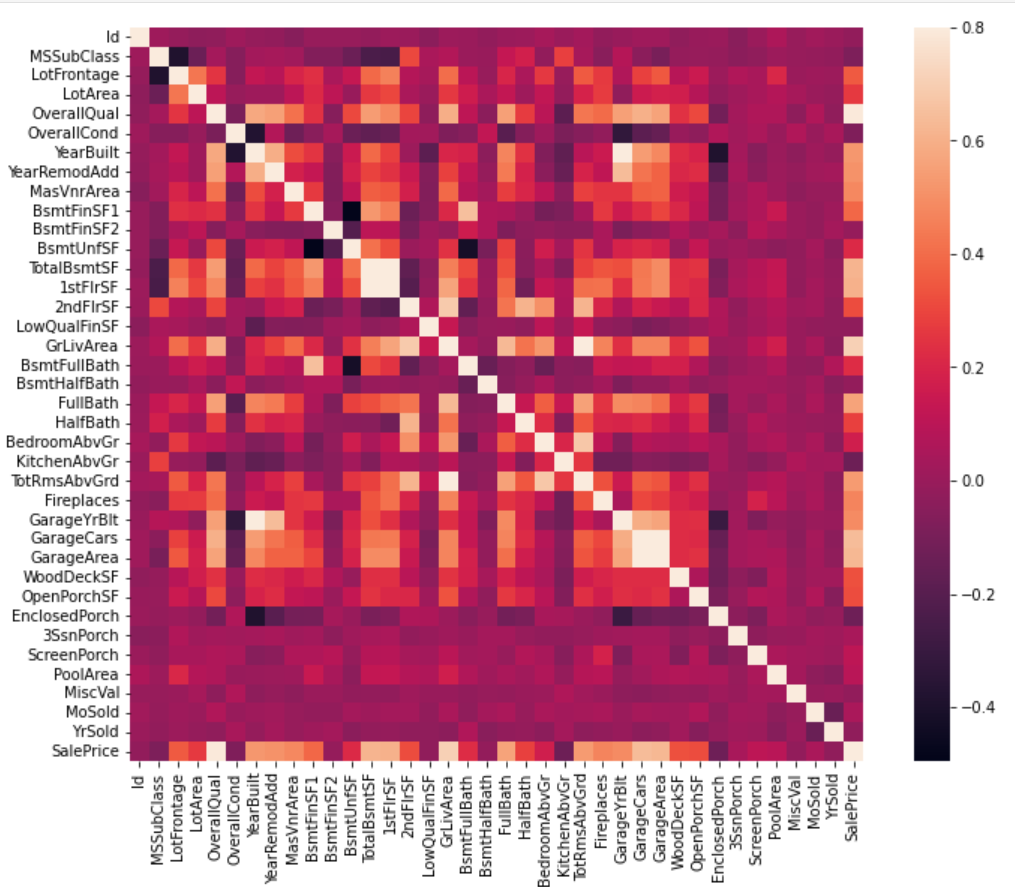 Id
MSSubClass
LotFrontage
LotArea
OverallQual
OverallCond
YearBuilt
YearRemodAdd
MasVnrArea
BsmtFinSF1
BsmtFinSF2
BsmtUnfSF
TotalBsmtSF
1stFlrSF
2ndFlrSF
LowQualFinSF
GrLivArea
BsmtFullBath
BsmtHalfBath
FullBath
HalfBath
BedroomAbvGr
KitchenAbvGr
TotRmsAbvGrd
Fireplaces
GarageYrBlt
GarageCars
GarageArea
WoodDeckSF
OpenPorchSF
EnclosedPorch
3SsnPorch
ScreenPorch
PoolArea
MiscVal
MoSold
YrSold
SalePrice
Id
MSSubClass
LotFrontage
LotArea
OverallQual
OverallCond
YearBuilt
YearRemodAdd
MasVnrArea
BsmtFinSF1
BsmtFinSF2
BsmtUnfSF
TotalBsmtSF
1stFlrSF
2ndFlrSF
LowQualFinSF
GrLivArea
BsmtFullBath
BsmtHalfBath
FullBath
HalfBath
BedroomAbvGr
KitchenAbvGr
TotRmsAbvGrd
Fireplaces
GarageYrBlt
GarageCars
GarageArea
WoodDeckSF
OpenPorchSF
EnclosedPorch
3SsnPorch
ScreenPorch
PoolArea
MiscVal
MoSold
YrSold
SalePrice
0.8
0.6
0.4
0.2
0.0
−0.2
−0.4